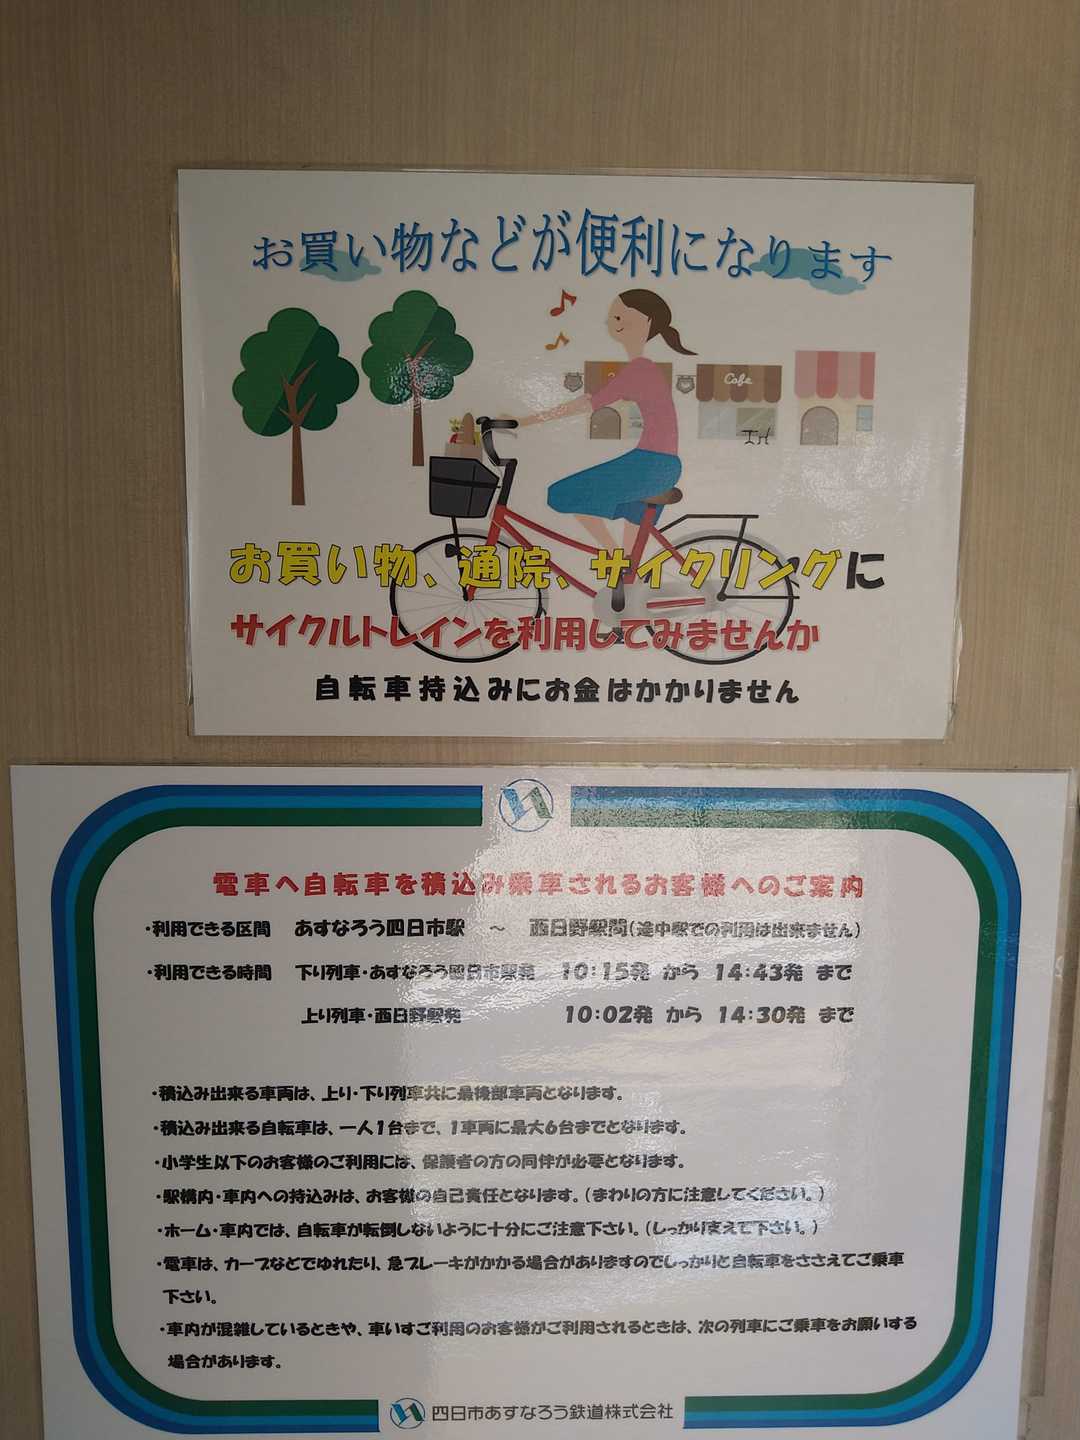 お買い物などが便利になります
Cafe
お買い物、通院、サイクリングに
サイクルトレインを利用してみませんか
自転車持込みにお金はかかりません
電車へ自転車を積込み乗車されるお客様へのご案内
・利用できる区間 あすなろう四日市駅 ～ 西日野駅間(途中駅での利用は出来ません)
・利用できる時間 下り列車・あすなろう四日市駅発 10:15発 から 14:43発 まで
上り列車・西日野駅発 10:02発 から 14:30発 まで
・積込み出来る車両は、上り・下り列車共に最後部車両となります。
・積込み出来る自転車は、一人1台まで、1車両に最大6台までとなります。
・小学生以下のお客様のご利用には、保護者の方の同伴が必要となります。
・駅構内・車内への持込みは、お客様の自己責任となります。(まわりの方に注意してください。)
・ホーム・車内では、自転車が転倒しないように十分にご注意下さい。(しっかり支えて下さい。)
・電車は、カーブなどでゆれたり、急ブレーキがかかる場合がありますのでしっかりと自転車をささえてご乗車
下さい。
・車内が混雑しているときや、車いすご利用のお客様がご利用されるときは、次の列車にご乗車をお願いする
場合があります。
四日市あすなろう鉄道株式会社